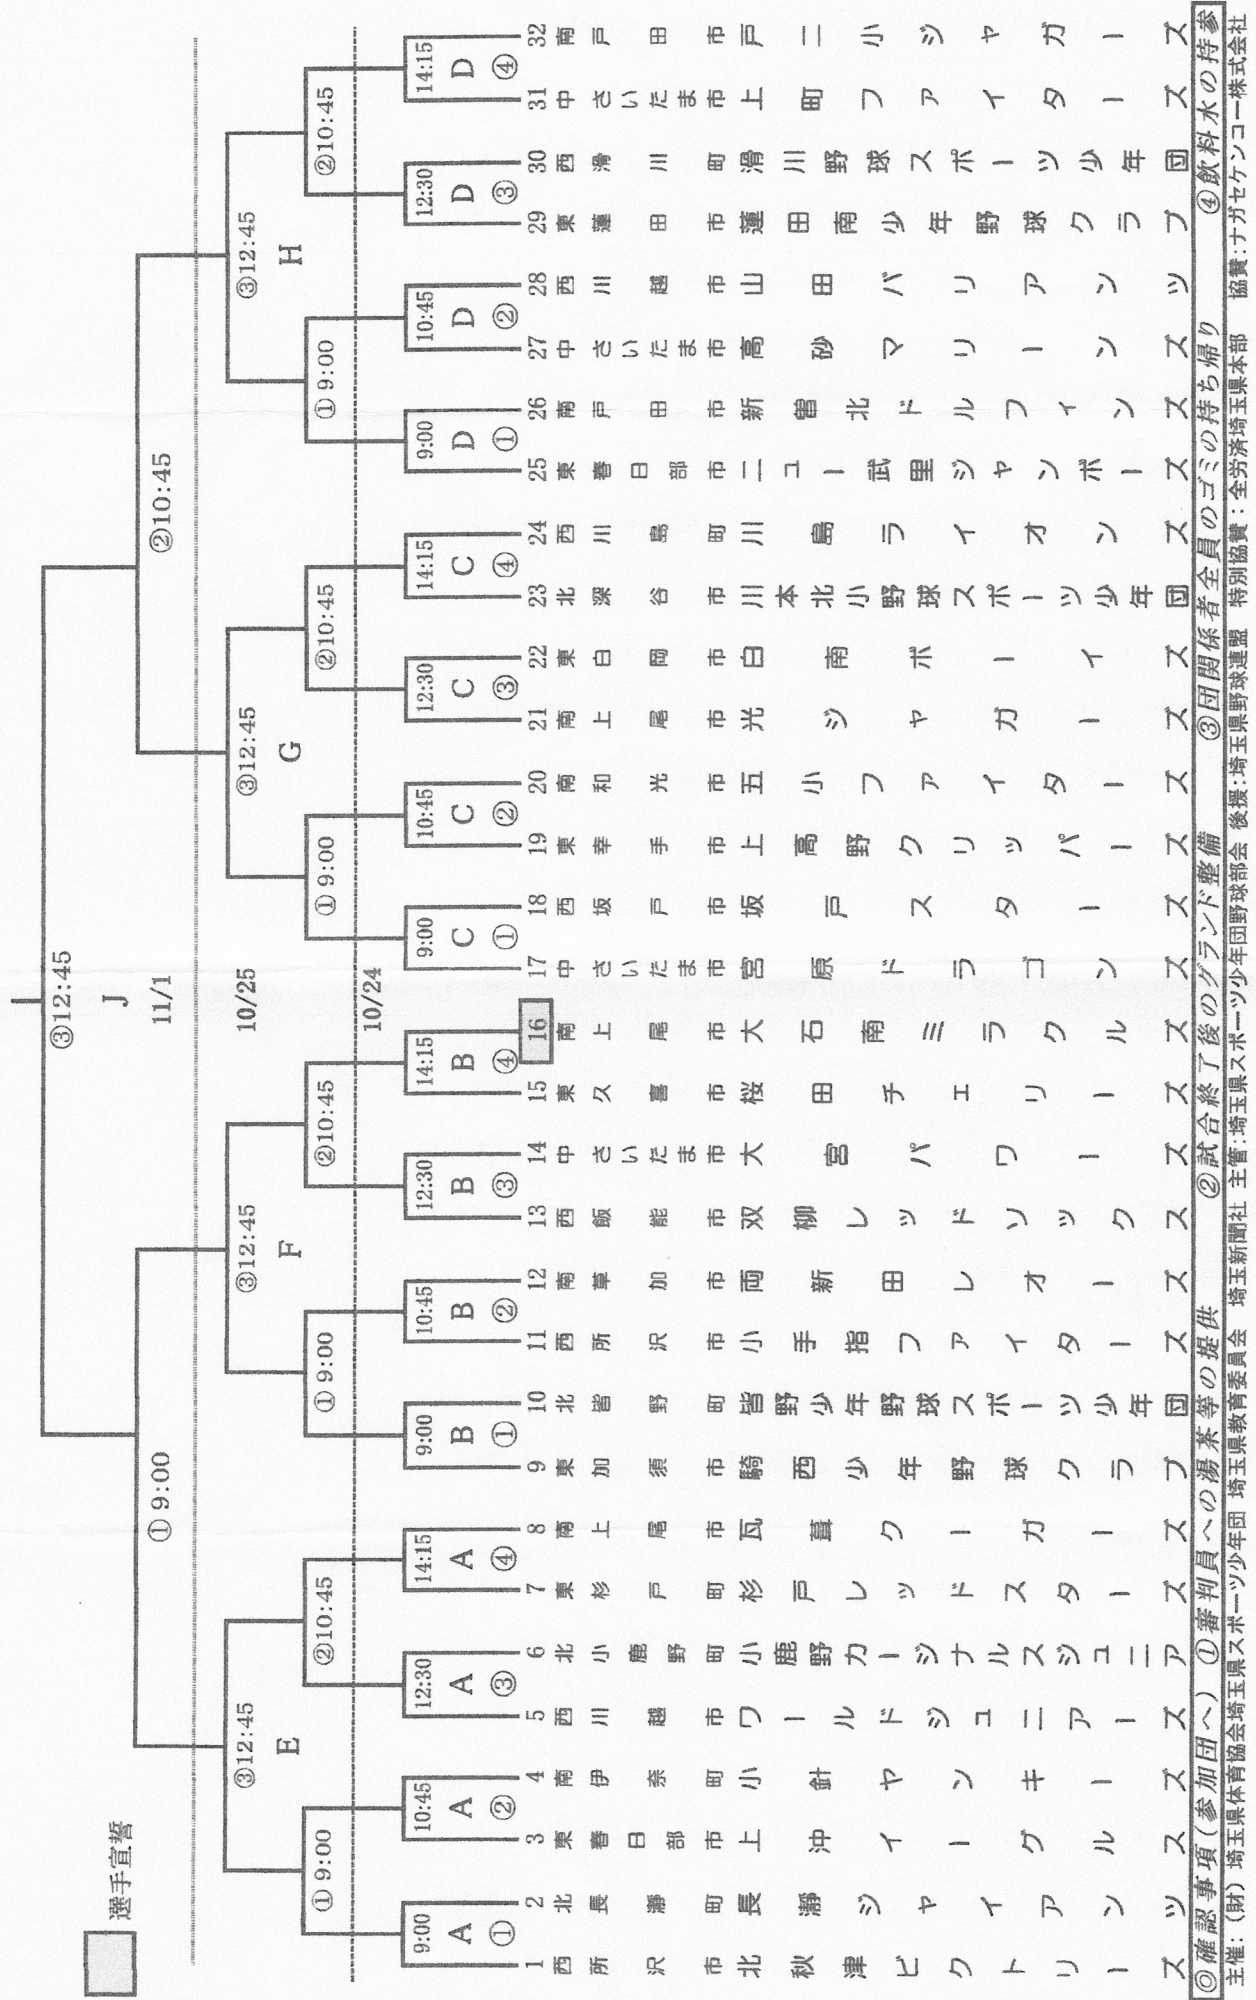 選手宣誓
③12:45
J
11/1
① 9:00
②10:45
10/25
③12:45
E
③12:45
F
③12:45
G
③12:45
H
10/24
① 9:00
②10:45
① 9:00
②10:45
① 9:00
②10:45
① 9:00
②10:45
9:00 A ①
10:45 A ②
12:30 A ③
14:15 A ④
9:00 B ①
10:45 B ②
12:30 B ③
14:15 B ④
9:00 C ①
10:45 C ②
12:30 C ③
14:15 C ④
9:00 D ①
10:45 D ②
12:30 D ③
14:15 D ④
1 西 所沢市 北秋津ビクトリーズ
2 北 長瀞町 長瀞ジャイアンツ
3 東 春日部市 上沖イーグルス
4 南 伊奈町 小針ヤンキーズ
5 西 川越市 ワールドジュニアーズ
6 北 小鹿野町 小鹿野カージナルスジュニア
7 東 杉戸町 杉戸レッドスターズ
8 南 上尾市 瓦葺クーガーズ
9 東 加須市 騎西少年野球クラブ
10 北 皆野町 皆野少年野球スポーツ少年団
11 西 所沢市 小手指ファイターズ
12 南 草加市 両新田レオーズ
13 西 飯能市 双柳レッドソックス
14 中 さいたま市 大宮パワーズ
15 東 久喜市 桜田チェリーズ
16 南 上尾市 大石南ミラクルズ
17 中 さいたま市 宮原ドラゴンズ
18 西 坂戸市 坂戸スターズ
19 東 幸手市 上高野クリッパーズ
20 南 和光市 五小ファイターズ
21 南 上尾市 光ジャガーズ
22 東 白岡市 白南ボーイズ
23 北 深谷市 川本北小野球スポーツ少年団
24 西 川島町 川島ライオンズ
25 東 春日部市 ニュー武里ジャンボーズ
26 南 戸田市 新曽北ドルフィンズ
27 中 さいたま市 高砂マリーンズ
28 西 川越市 山田バリアンツ
29 東 蓮田市 蓮田南少年野球クラブ
30 西 滑川町 滑川野球スポーツ少年団
31 中 さいたま市 上町ファイターズ
32 南 戸田市 戸二小ジャガーズ
◎確認事項(参加団へ) ①審判員への湯茶等の提供 ②試合終了後のグランド整備 ③団関係者全員のゴミの持ち帰り ④飲料水の持参
主催:(財)埼玉県体育協会埼玉県スポーツ少年団 埼玉県教育委員会 埼玉新聞社 主管:埼玉県スポーツ少年団野球部会 後援:埼玉県野球連盟 特別協賛:全労済埼玉県本部 協賛:ナガセケンコー株式会社